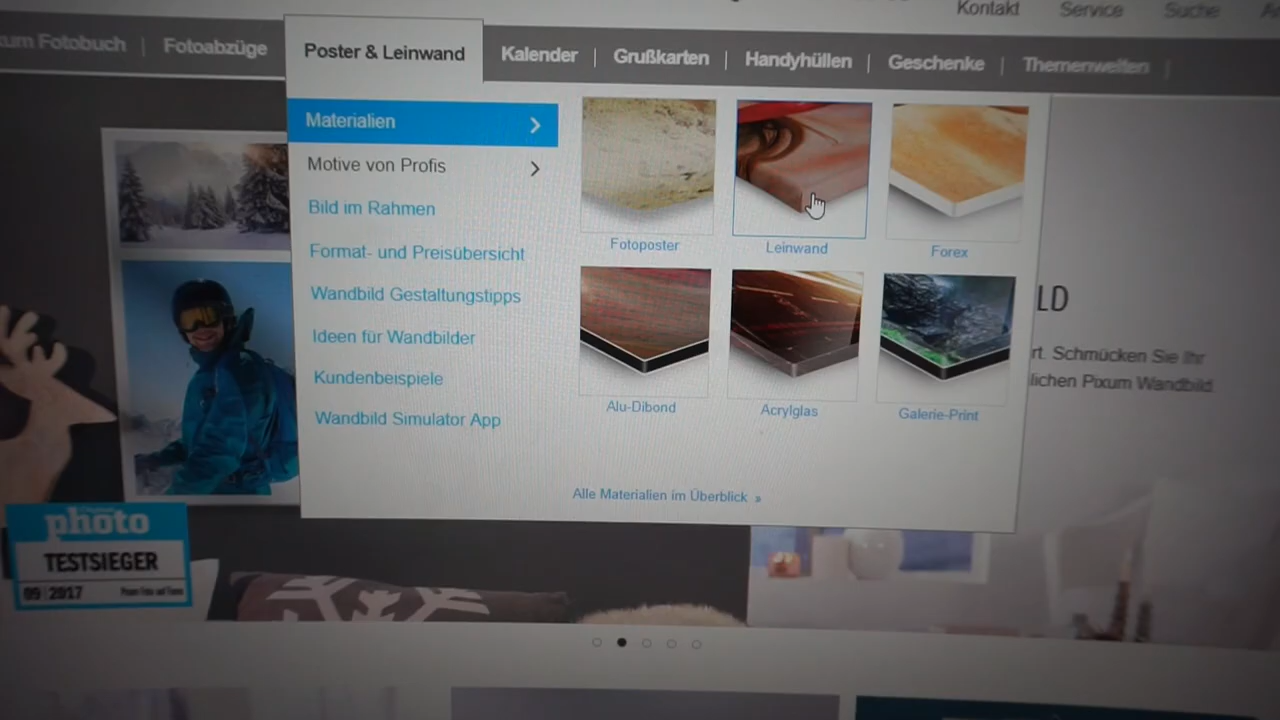 Kontakt Service Suche
Fotobuch Fotoabzüge Poster & Leinwand Kalender Grußkarten Handyhüllen Geschenke Themenwelten
Materialien
Motive von Profis
Bild im Rahmen
Format- und Preisübersicht
Wandbild Gestaltungstipps
Ideen für Wandbilder
Kundenbeispiele
Wandbild Simulator App
Fotoposter Leinwand Forex
Alu-Dibond Acrylglas Galerie-Print
Alle Materialien im Überblick »
LD
rt. Schmücken Sie Ihr
lichen Pixum Wandbild.
photo
TESTSIEGER
09 | 2017